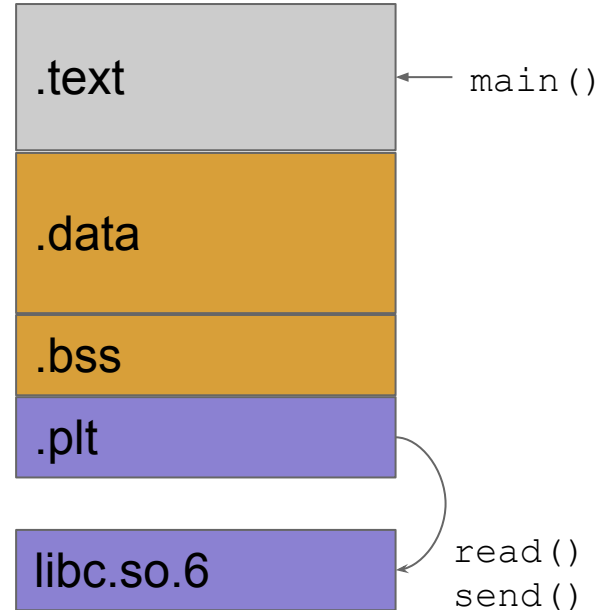 .text
main()
.data
.bss
.plt
libc.so.6
read()
send()